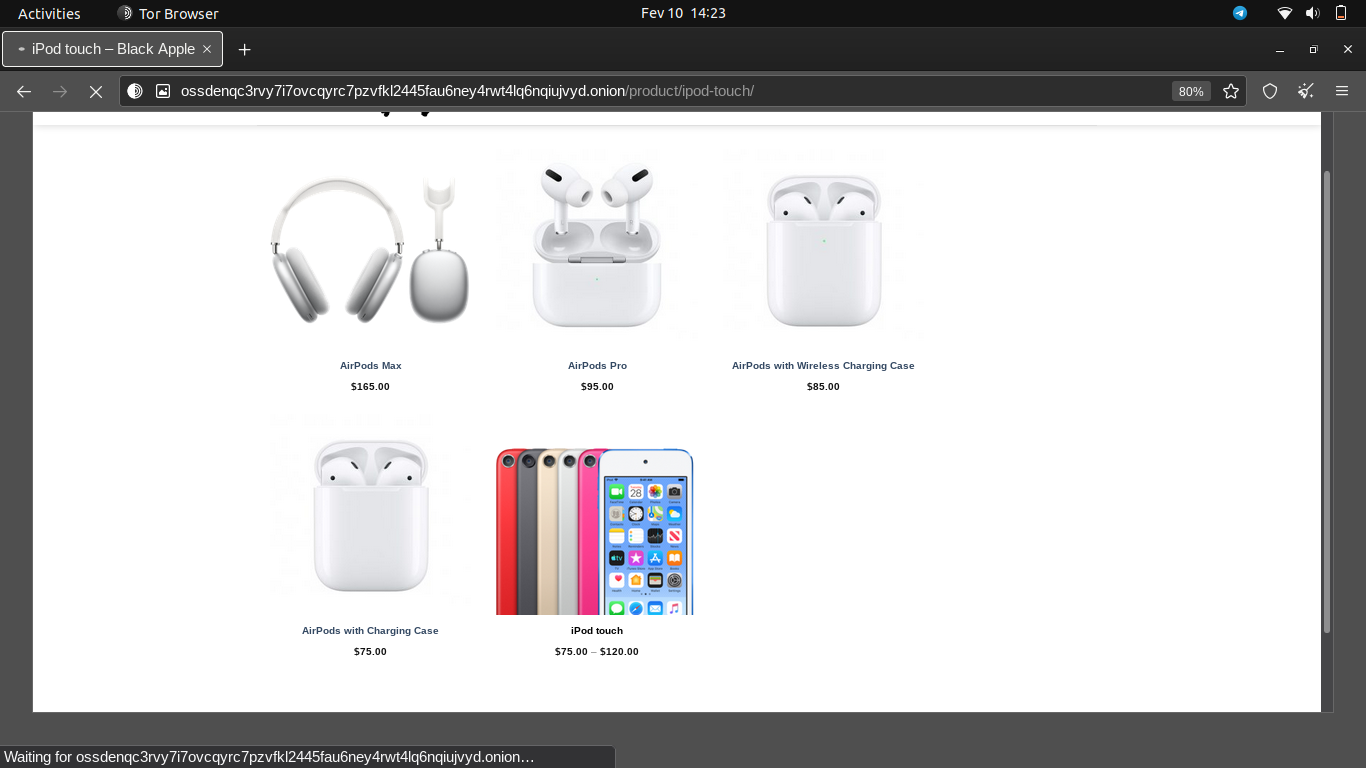 Activities
Tor Browser
Fev 10 14:23
iPod touch – Black Apple
ossdenqc3rvy7i7ovcqyrc7pzvfkl2445fau6ney4rwt4lq6nqiujvyd.onion/product/ipod-touch/
80%
AirPods Max
AirPods Pro
AirPods with Wireless Charging Case
$165.00
$95.00
$85.00
AirPods with Charging Case
iPod touch
$75.00
$75.00 – $120.00
Waiting for ossdenqc3rvy7i7ovcqyrc7pzvfkl2445fau6ney4rwt4lq6nqiujvyd.onion…